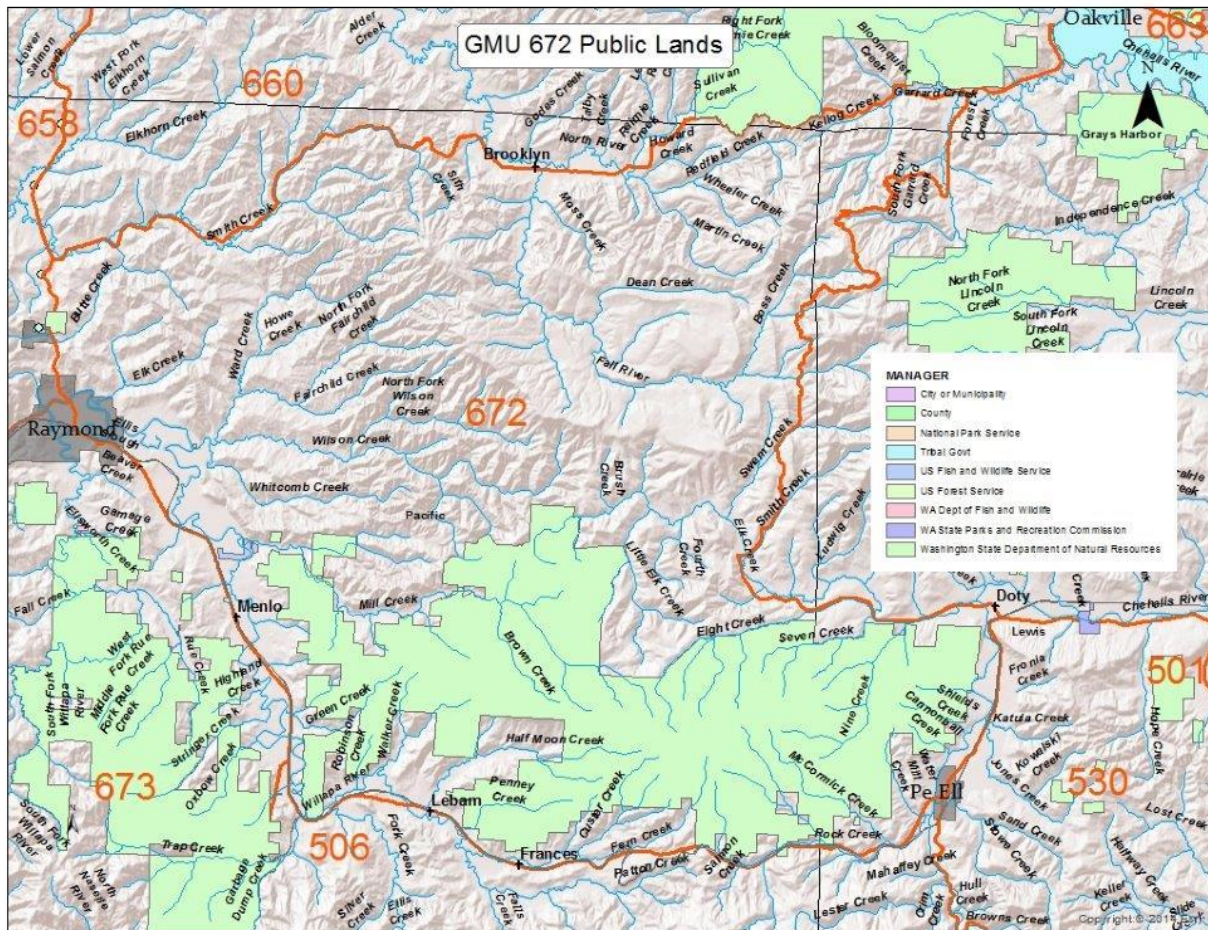 GMU 672 Public Lands
Oakville
663
Lower
Salmon
Creek
West Fork
Elkhorn
Creek
Alder
Creek
Right Fork
Sullivan
Creek
Bloomquist
Creek
Chehalis River
N
660
658
Elkhorn Creek
Godes Creek
Raimie
Creek
North River
Howard
Creek
Kellog Creek
Garrard Creek
Forest
Creek
Grays Harbor
Brooklyn
Redfield Creek
Wheeler Creek
South Fork
Garrard
Creek
Independence Creek
Smith Creek
Creek
Moss Creek
Martin Creek
Butte Creek
Dean Creek
Boss Creek
North Fork
Lincoln
Creek
Lincoln
Creek
South Fork
Lincoln
Creek
Ward Creek
Howe
Creek
North Fork
Fairchild
Creek
Elk Creek
Fairchild Creek
North Fork
Wilson
Creek
Fall River
672
MANAGER
City or Municipality
County
National Park Service
Tribal Govt
US Fish and Wildlife Service
US Forest Service
WA Dept of Fish and Wildlife
WA State Parks and Recreation Commission
Washington State Department of Natural Resources
Raymond
Ellis
Slough
Beaver
Creek
Wilson Creek
Whitcomb Creek
Brush
Creek
Swem Creek
Smith Creek
Pacific
Gamage
Creek
Ellsworth Creek
Elk Creek
Ludwig Creek
Little Elk Creek
Fourth
Creek
Fall Creek
Menlo
Mill Creek
Eight Creek
Seven Creek
Doty
Chehalis River
Lewis
West
Fork Rue
Creek
Rue Creek
Middle
Fork Rue
Creek
South Fork
Willapa
River
Highland
Creek
Brown Creek
Fronia
Creek
501
Green Creek
Robinson
Creek
Walker Creek
Nine Creek
Shields
Creek
Cannonball
Creek
Katula Creek
Hope Creek
Stringer Creek
Oxbow Creek
Half Moon Creek
Kowalski
Creek
Jones Creek
673
Willapa River
Penney
Creek
Custer Creek
McCormick Creek
Water
Mill
Creek
Pe Ell
530
Lebam
Lost Creek
South Fork
Willapa
River
Trap Creek
506
Fork Creek
Frances
Fern Creek
Patton Creek
Salmon
Creek
Rock Creek
Sand Creek
Stowe Creek
Halfway Creek
Mahaffey Creek
North
Naselle
River
Garbage
Dump Creek
Silver
Creek
Ellis
Creek
Falls
Creek
Lester Creek
Crim
Creek
Hull
Creek
Browns Creek
Keller
Creek
Slide
Copyright © 2014 Esri